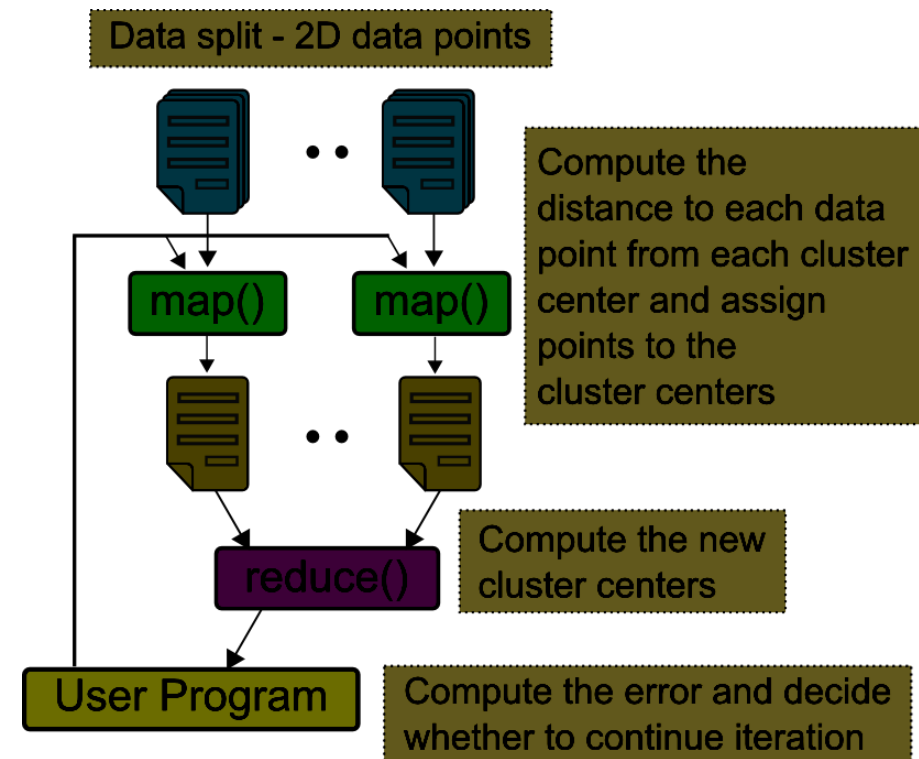 Data split - 2D data points
Compute the
distance to each data
point from each cluster
center and assign
points to the
cluster centers
map()
map()
Compute the new
cluster centers
reduce()
User Program
Compute the error and decide
whether to continue iteration